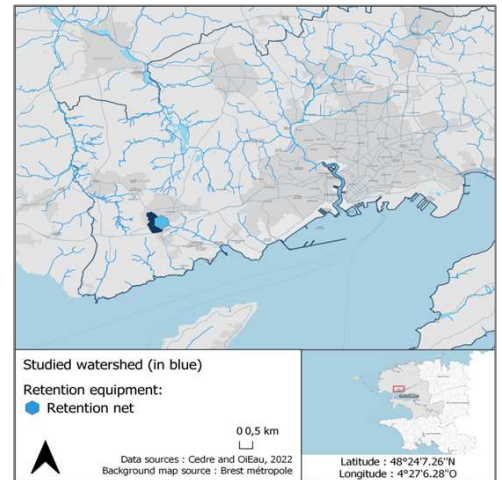 Studied watershed (in blue)
Retention equipment:
Retention net
0 0,5 km
Data sources : Cedre and OiEau, 2022
Background map source : Brest métropole
Latitude : 48°24'7.26"N
Longitude : 4°27'6.28"O